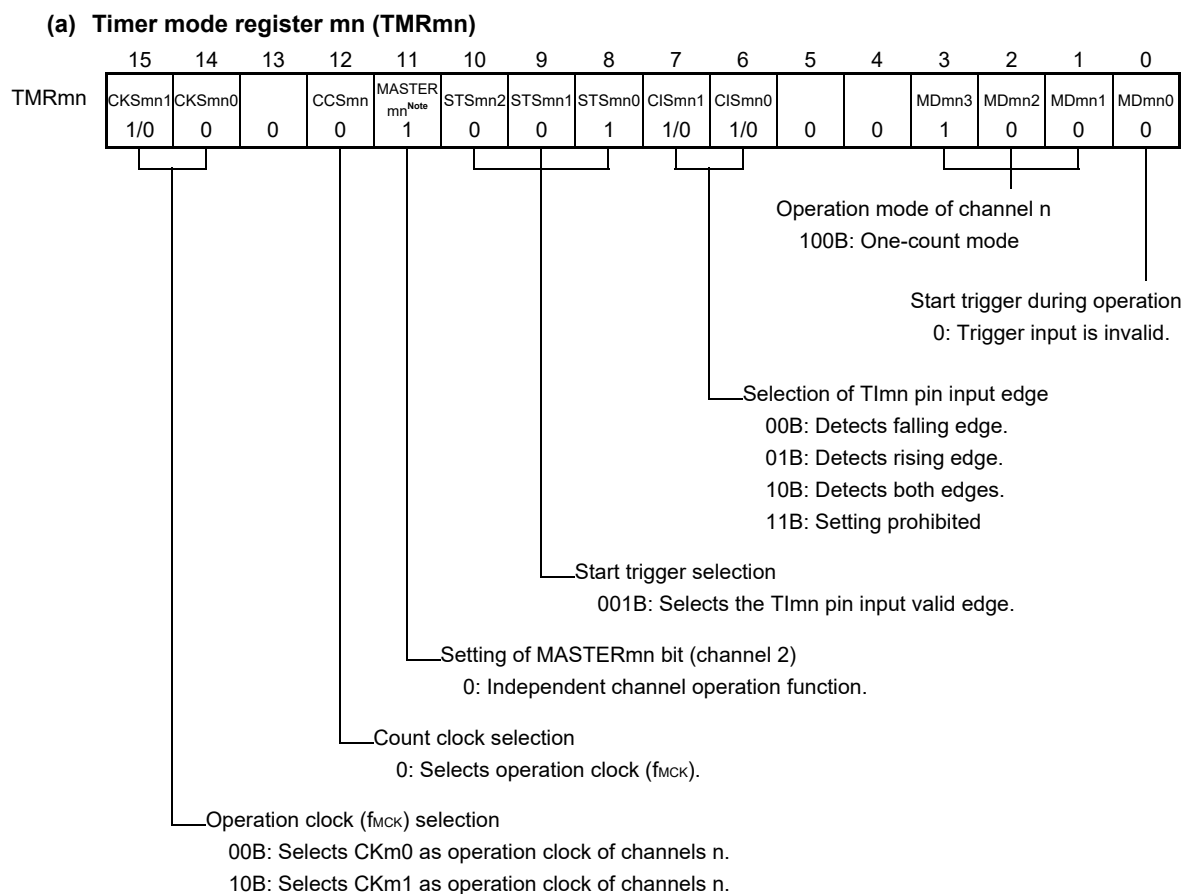 (a) Timer mode register mn (TMRmn)
15 14 13 12 11 10 9 8 7 6 5 4 3 2 1 0
TMRmn CKSmn1 CKSmn0 CCSmn MASTER mnNote STSmn2 STSmn1 STSmn0 CISmn1 CISmn0 MDmn3 MDmn2 MDmn1 MDmn0
1/0 0 0 0 1 0 0 1 1/0 1/0 0 0 1 0 0 0
Operation mode of channel n
100B: One-count mode
Start trigger during operation
0: Trigger input is invalid.
Selection of TImn pin input edge
00B: Detects falling edge.
01B: Detects rising edge.
10B: Detects both edges.
11B: Setting prohibited
Start trigger selection
001B: Selects the TImn pin input valid edge.
Setting of MASTERmn bit (channel 2)
0: Independent channel operation function.
Count clock selection
0: Selects operation clock (fMCK).
Operation clock (fMCK) selection
00B: Selects CKm0 as operation clock of channels n.
10B: Selects CKm1 as operation clock of channels n.